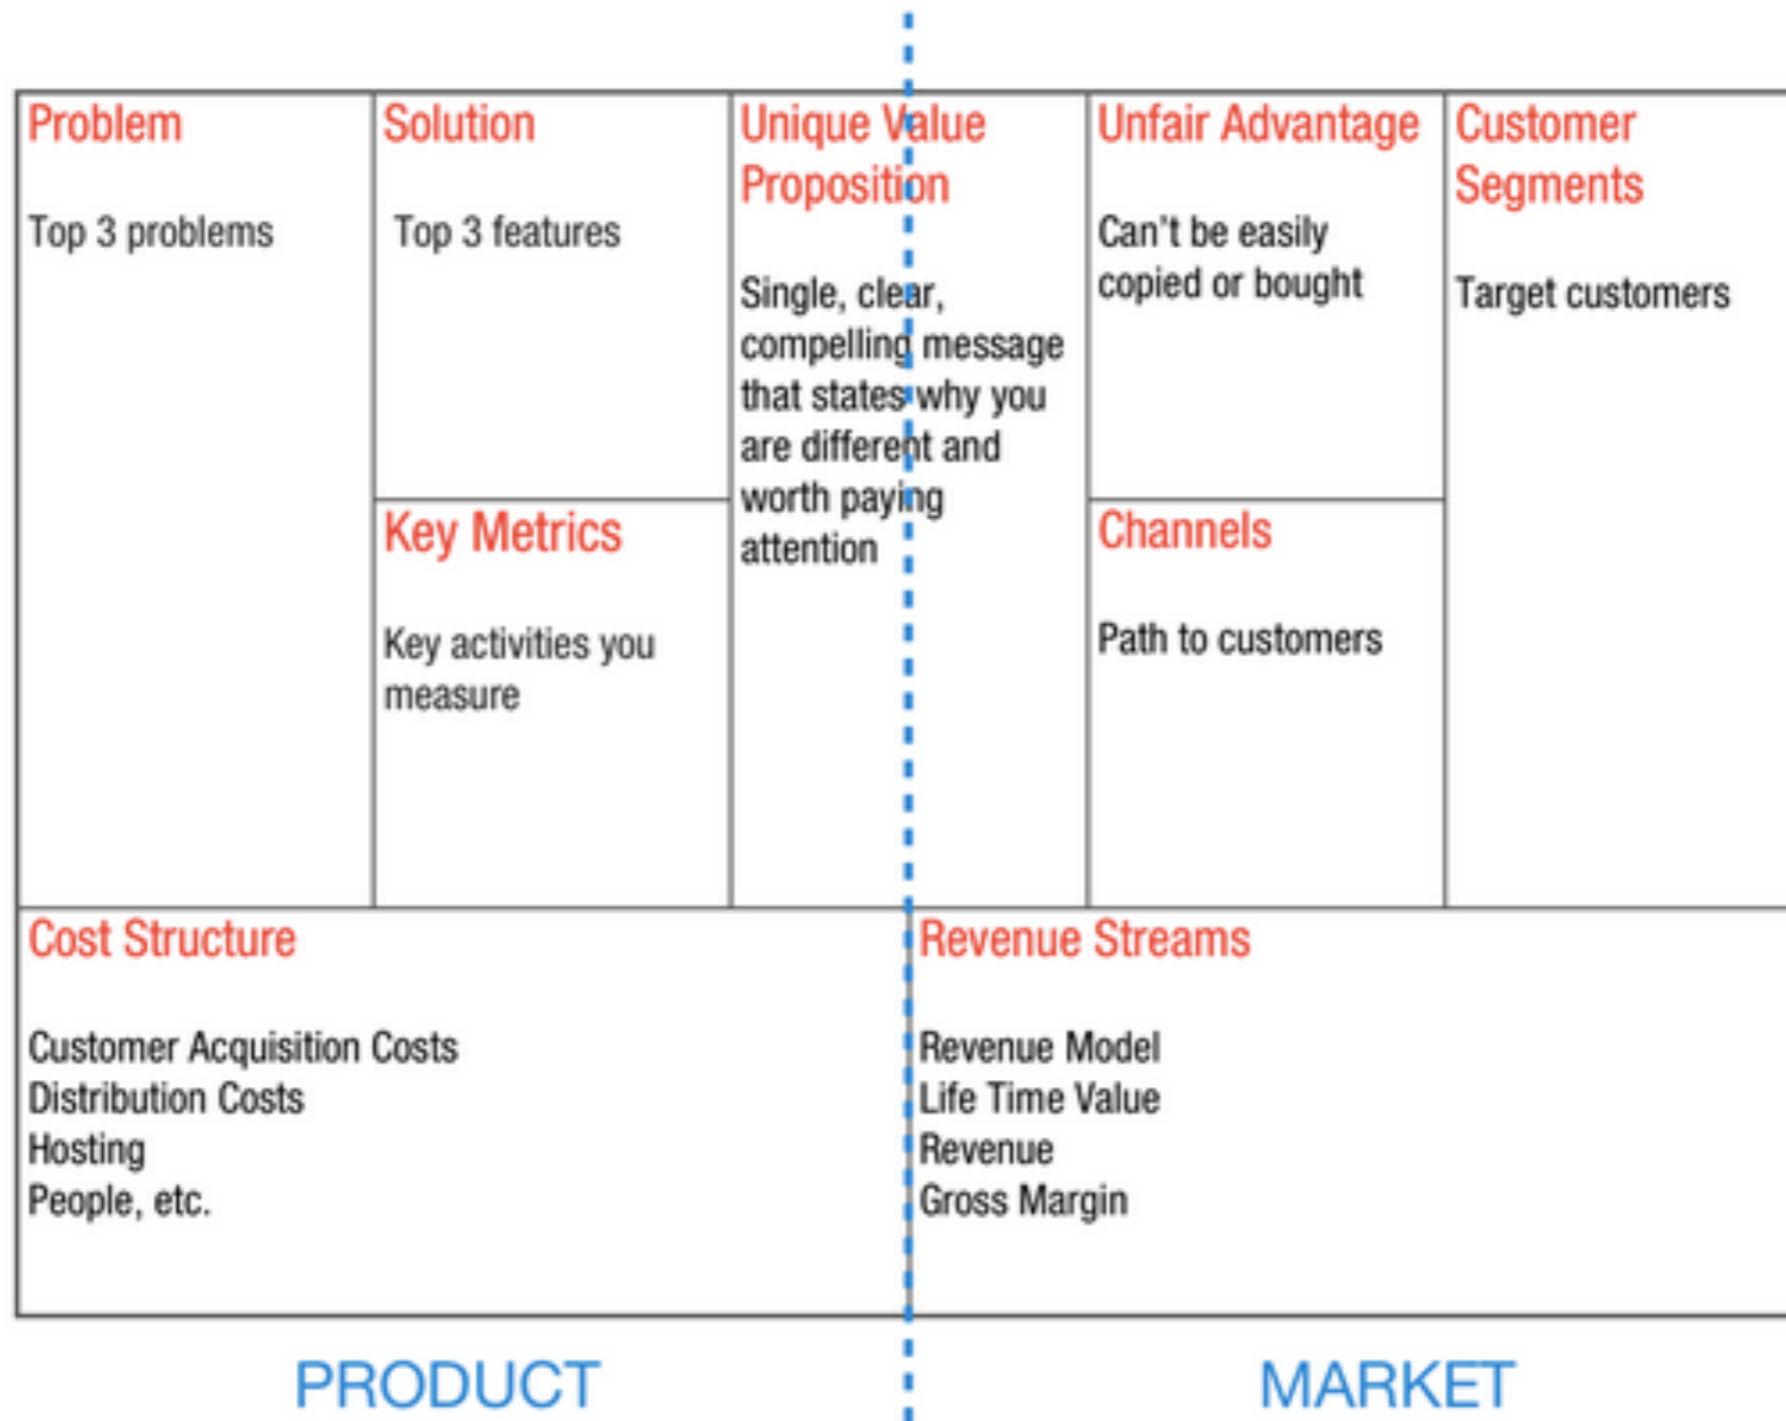 Problem
Top 3 problems
Solution
Top 3 features
Key Metrics
Key activities you
measure
Unique Value
Proposition
Single, clear,
compelling message
that states why you
are different and
worth paying
attention
Unfair Advantage
Can't be easily
copied or bought
Channels
Path to customers
Customer
Segments
Target customers
Cost Structure
Customer Acquisition Costs
Distribution Costs
Hosting
People, etc.
Revenue Streams
Revenue Model
Life Time Value
Revenue
Gross Margin
PRODUCT
MARKET